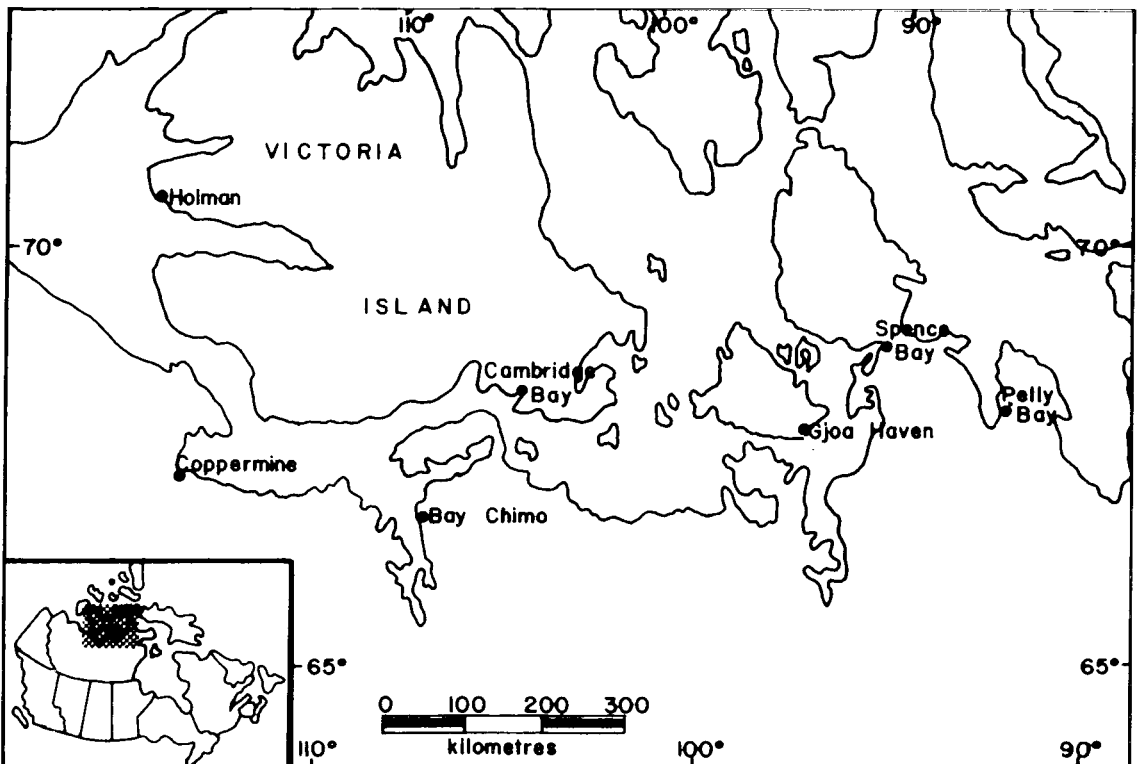 110°
100°
90°
VICTORIA
Holman
70°
70°
ISLAND
Spence
Bay
Cambridge
Bay
Pelly
Bay
Gjoa Haven
Coppermine
Bay Chimo
65°
65°
0 100 200 300
kilometres
110°
100°
90°